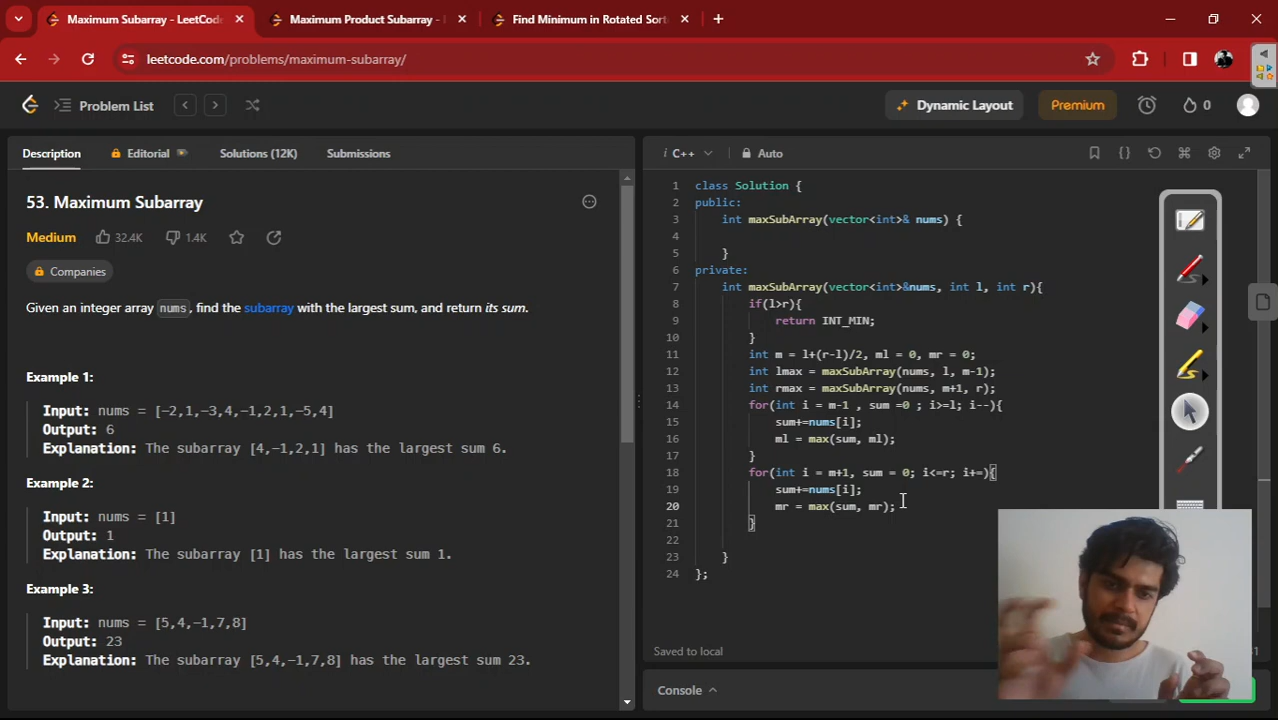 Maximum Subarray - LeetCode
Maximum Product Subarray -
Find Minimum in Rotated Sorte
leetcode.com/problems/maximum-subarray/
Problem List
Dynamic Layout
Premium
0
Description
Editorial
Solutions (12K)
Submissions
53. Maximum Subarray
Medium
32.4K
1.4K
Companies
Given an integer array nums, find the subarray with the largest sum, and return its sum.
Example 1:
Input: nums = [-2,1,-3,4,-1,2,1,-5,4]
Output: 6
Explanation: The subarray [4,-1,2,1] has the largest sum 6.
Example 2:
Input: nums = [1]
Output: 1
Explanation: The subarray [1] has the largest sum 1.
Example 3:
Input: nums = [5,4,-1,7,8]
Output: 23
Explanation: The subarray [5,4,-1,7,8] has the largest sum 23.
i C++
Auto
1 class Solution {
2 public:
3 int maxSubArray(vector<int>& nums) {
4
5 }
6 private:
7 int maxSubArray(vector<int>&nums, int l, int r){
8 if(l>r){
9 return INT_MIN;
10 }
11 int m = l+(r-l)/2, ml = 0, mr = 0;
12 int lmax = maxSubArray(nums, l, m-1);
13 int rmax = maxSubArray(nums, m+1, r);
14 for(int i = m-1 , sum =0 ; i>=l; i--){
15 sum+=nums[i];
16 ml = max(sum, ml);
17 }
18 for(int i = m+1, sum = 0; i<=r; i+=){
19 sum+=nums[i];
20 mr = max(sum, mr);
21 }
22
23 }
24 };
Saved to local
Console